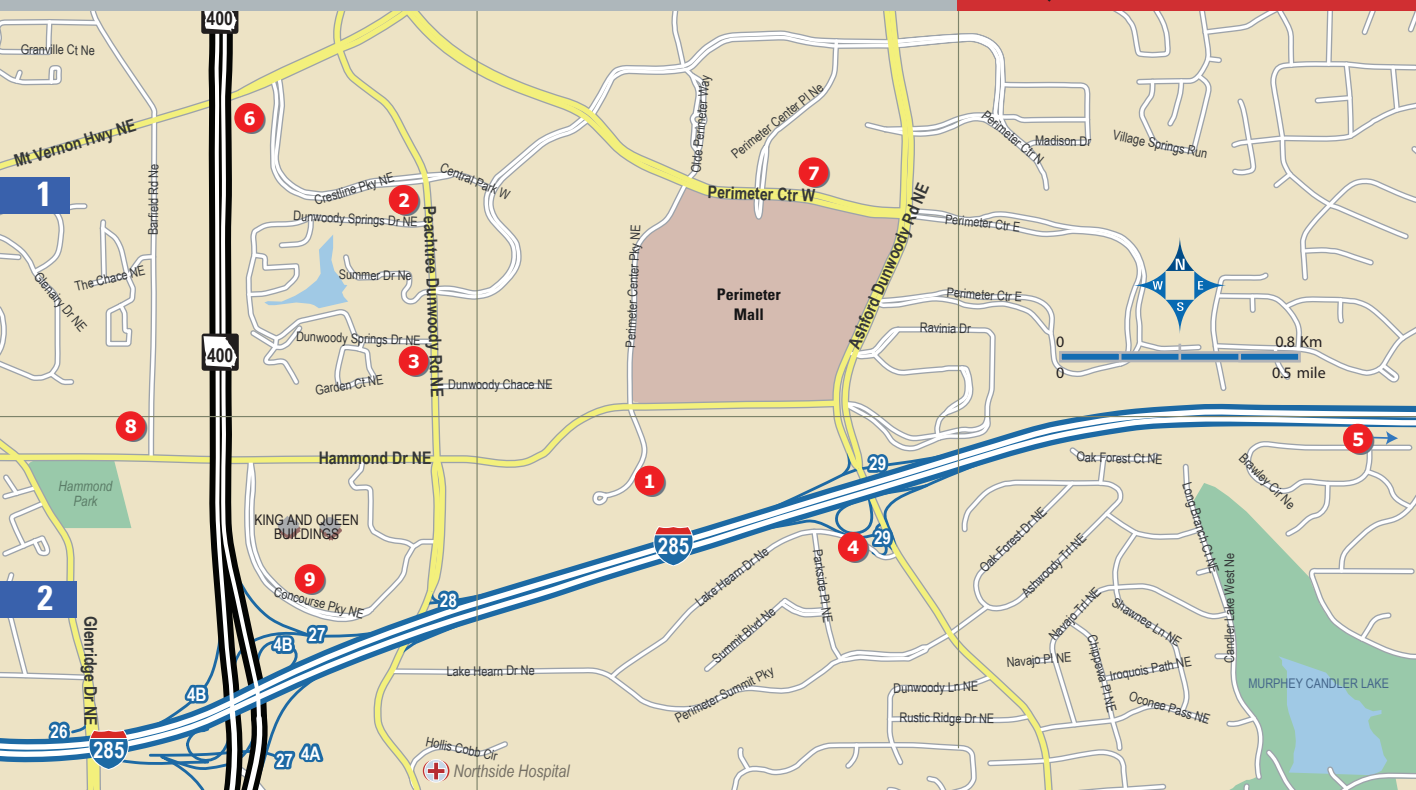 400
Granville Ct Ne
Mt Vernon Hwy NE
6
Olde Perimeter Way
Perimeter Center Pl Ne
Perimeter Ctr N
Madison Dr
Village Springs Run
1
Barfield Rd Ne
Crestline Pky NE
2
Central Park W
7
Perimeter Ctr W
Dunwoody Springs Dr NE
Peachtree Dunwoody Rd NE
Perimeter Center Pky NE
Ashford Dunwoody Rd NE
Perimeter Ctr E
Glenairy Dr NE
The Chace NE
Summer Dr Ne
Perimeter
Mall
Perimeter Ctr E
N
W
E
S
400
Dunwoody Springs Dr NE
3
Garden Ct NE
Dunwoody Chace NE
Ravinia Dr
0
0.8 Km
0
0.5 mile
8
Hammond Dr NE
5
Hammond
Park
1
29
Oak Forest Ct NE
Brawley Cir Ne
KING AND QUEEN
BUILDINGS
285
4
29
Oak Forest Dr NE
Ashwoody Trl NE
Long Branch Ct NE
Candler Lake West Ne
2
9
Concourse Pky NE
28
Lake Hearn Dr Ne
Parkside Pl NE
Summit Blvd Ne
Navajo Trl NE
Shawnee Ln NE
Glenridge Dr NE
27
4B
4B
Lake Hearn Dr Ne
Perimeter Summit Pky
Navajo Pl NE
Chippewa Pl NE
Iroquois Path NE
Oconee Pass NE
MURPHEY CANDLER LAKE
Dunwoody Ln NE
Rustic Ridge Dr NE
26
285
27
4A
Hollis Cobb Cir
Northside Hospital